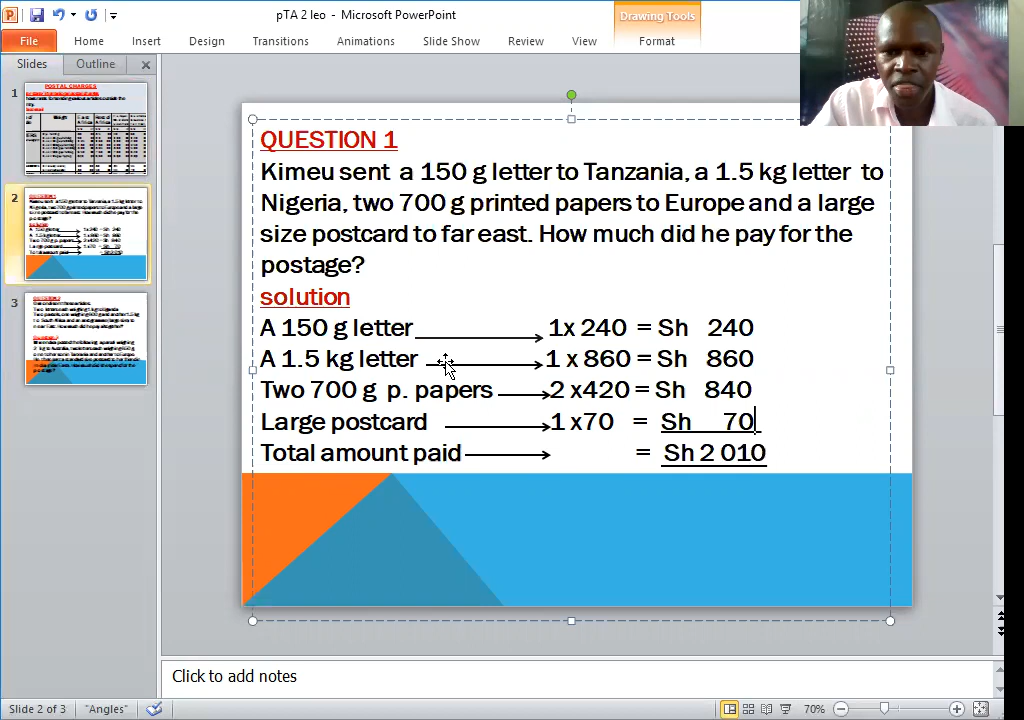 pTA 2 leo - Microsoft PowerPoint
Drawing Tools
File Home Insert Design Transitions Animations Slide Show Review View Format
Slides Outline
1
POSTAL CHARGES
2
3
QUESTION 1
Kimeu sent a 150 g letter to Tanzania, a 1.5 kg letter to
Nigeria, two 700 g printed papers to Europe and a large
size postcard to far east. How much did he pay for the
postage?
solution
A 150 g letter 1x 240 = Sh 240
A 1.5 kg letter 1 x 860 = Sh 860
Two 700 g p. papers 2 x420 = Sh 840
Large postcard 1 x70 = Sh 70
Total amount paid = Sh 2 010
Click to add notes
Slide 2 of 3 "Angles" 70%